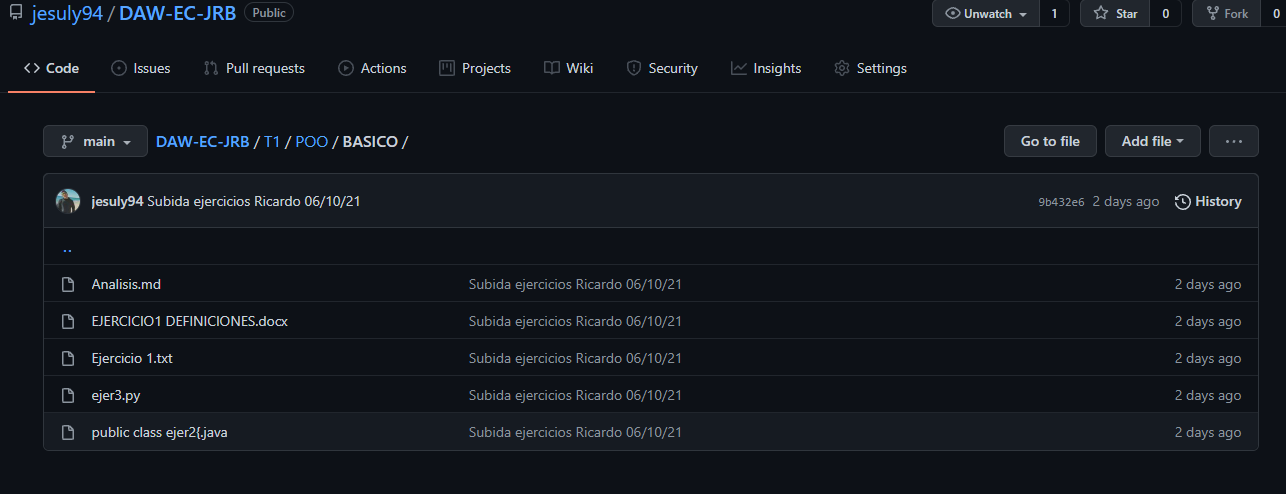 jesuly94 / DAW-EC-JRB Public Unwatch 1 Star 0 Fork 0
Code Issues Pull requests Actions Projects Wiki Security Insights Settings
main DAW-EC-JRB / T1 / POO / BASICO / Go to file Add file ...
jesuly94 Subida ejercicios Ricardo 06/10/21 9b432e6 2 days ago History
..
Analisis.md Subida ejercicios Ricardo 06/10/21 2 days ago
EJERCICIO1 DEFINICIONES.docx Subida ejercicios Ricardo 06/10/21 2 days ago
Ejercicio 1.txt Subida ejercicios Ricardo 06/10/21 2 days ago
ejer3.py Subida ejercicios Ricardo 06/10/21 2 days ago
public class ejer2{.java Subida ejercicios Ricardo 06/10/21 2 days ago